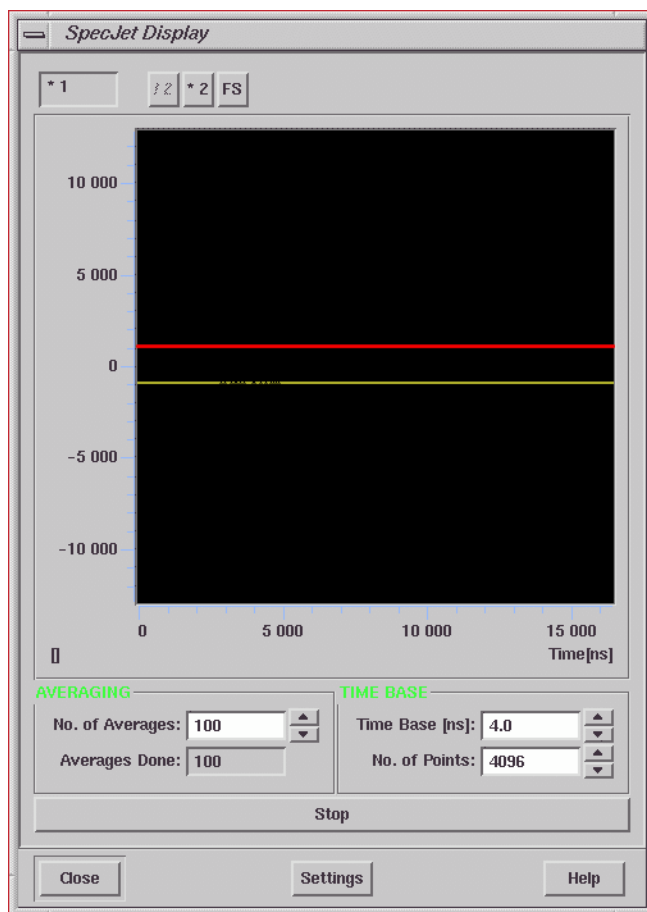 SpecJet Display
* 1
* 2
FS
10 000
5 000
0
-5 000
-10 000
0
5 000
10 000
15 000
[]
Time[ns]
AVERAGING
No. of Averages: 100
Averages Done: 100
TIME BASE
Time Base [ns]: 4.0
No. of Points: 4096
Stop
Close
Settings
Help